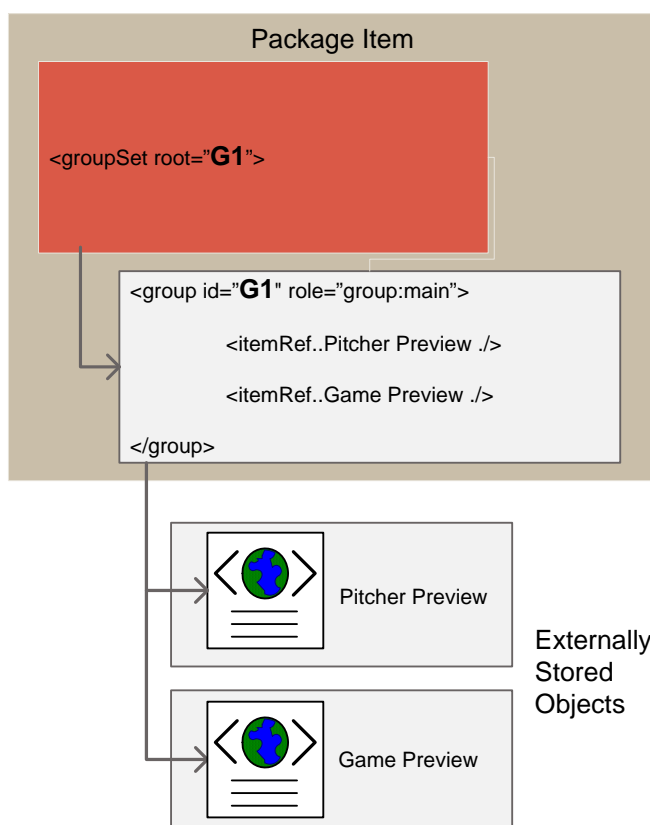 Package Item
<groupSet root=”G1”>
<group id=”G1" role=”group:main”>
<itemRef..Pitcher Preview ./>
<itemRef..Game Preview ./>
</group>
Pitcher Preview
Externally
Stored
Objects
Game Preview